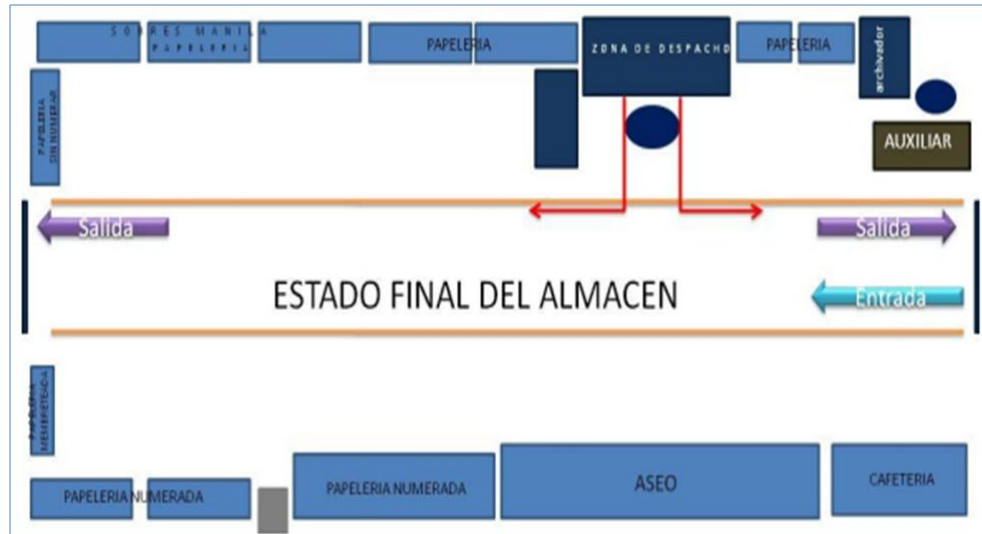 SOBRES MANILA
PAPELERIA
PAPELERIA
ZONA DE DESPACHO
PAPELERIA
archivador
PAPELERIA
SIN NUMERAR
AUXILIAR
Salida
Salida
ESTADO FINAL DEL ALMACEN
Entrada
PAPELERIA
MEMBRETEADA
PAPELERIA NUMERADA
PAPELERIA NUMERADA
ASEO
CAFETERIA